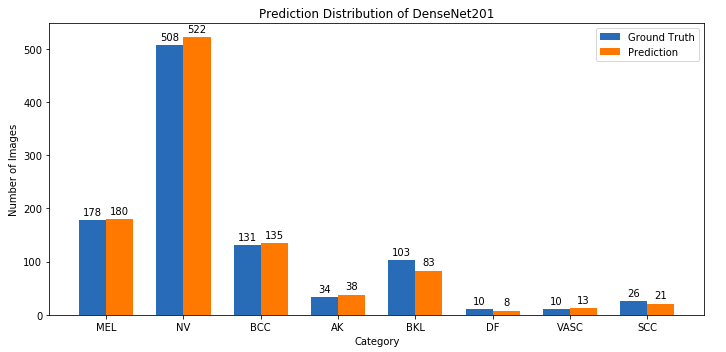 Prediction Distribution of DenseNet201
Ground Truth
Prediction
Number of Images
500
400
300
200
100
0
178 180
508 522
131 135
34 38
103 83
10 8
10 13
26 21
MEL NV BCC AK BKL DF VASC SCC
Category